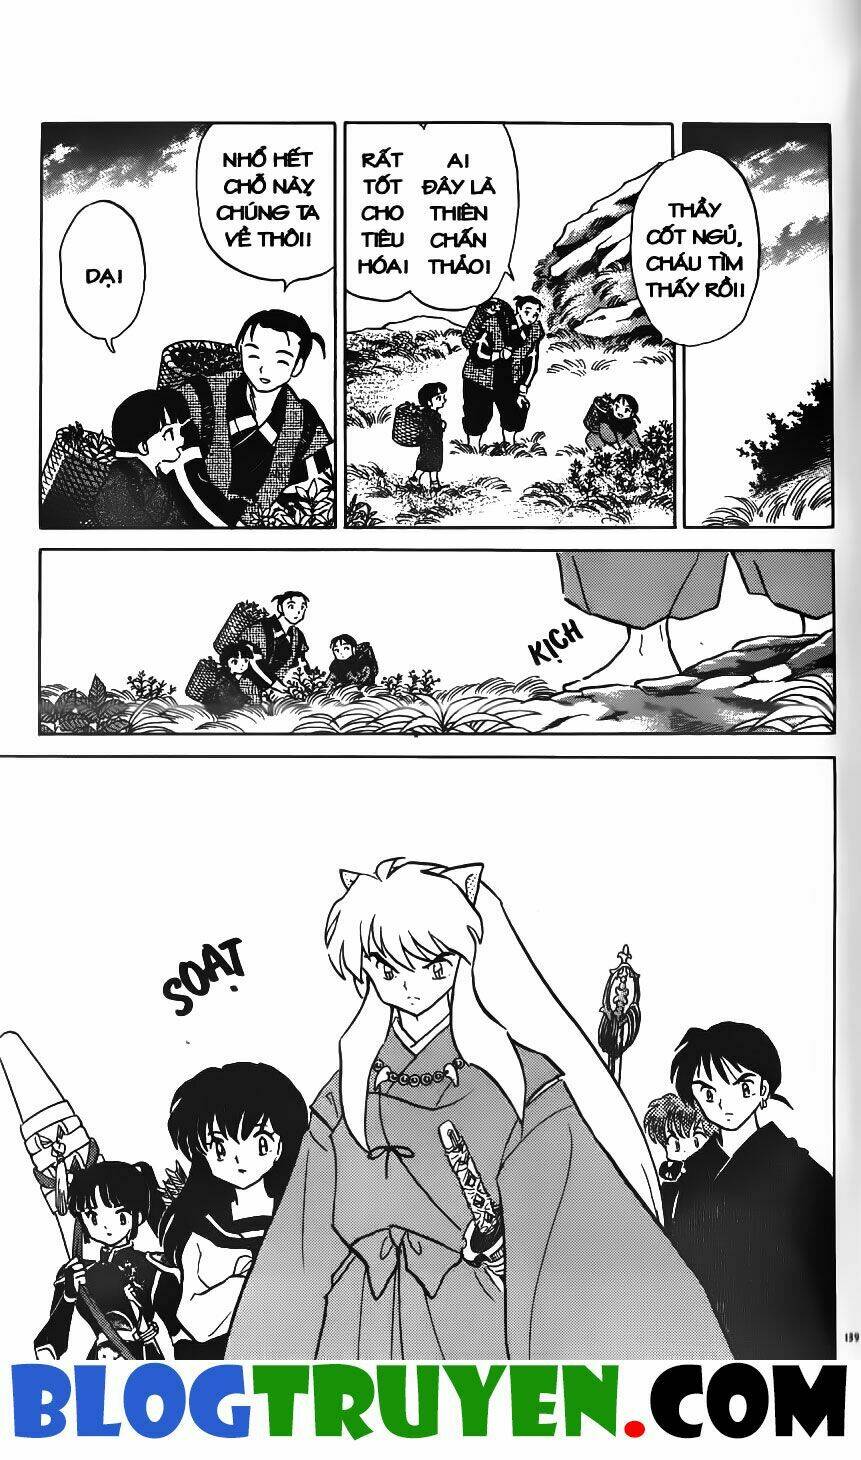 THẦY
CỐT NGỦ,
CHÁU TÌM
THẤY RỒI!
A!
ĐÂY LÀ
THIÊN
CHẤN
THẢO!
RẤT
TỐT
CHO
TIÊU
HÓA!
NHỔ HẾT
CHỖ NÀY,
CHÚNG TA
VỀ THÔI!
DẠ!
KỊCH
SOẠT
139
BLOGTRUYEN.COM